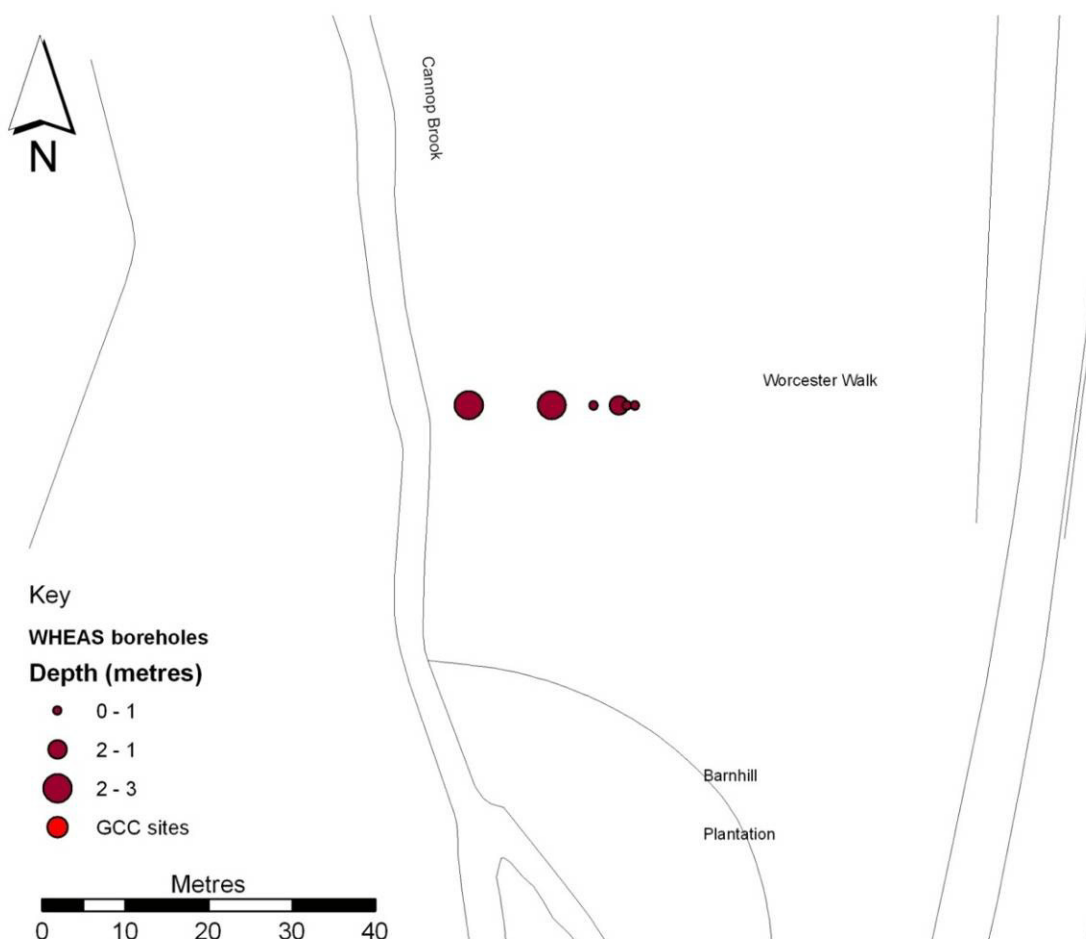 Cannop Brook
N
Worcester Walk
Key
WHEAS boreholes
Depth (metres)
0 - 1
2 - 1
2 - 3
GCC sites
Barnhill
Plantation
Metres
0 10 20 30 40